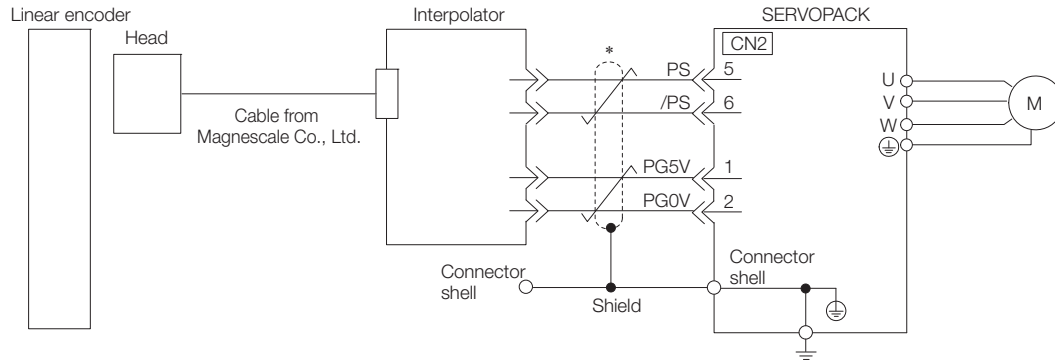 Linear encoder
Head
Cable from
Magnescale Co., Ltd.
Interpolator
*
SERVOPACK
CN2
PS 5
/PS 6
PG5V 1
PG0V 2
U
V
W
M
Connector
shell
Shield
Connector
shell